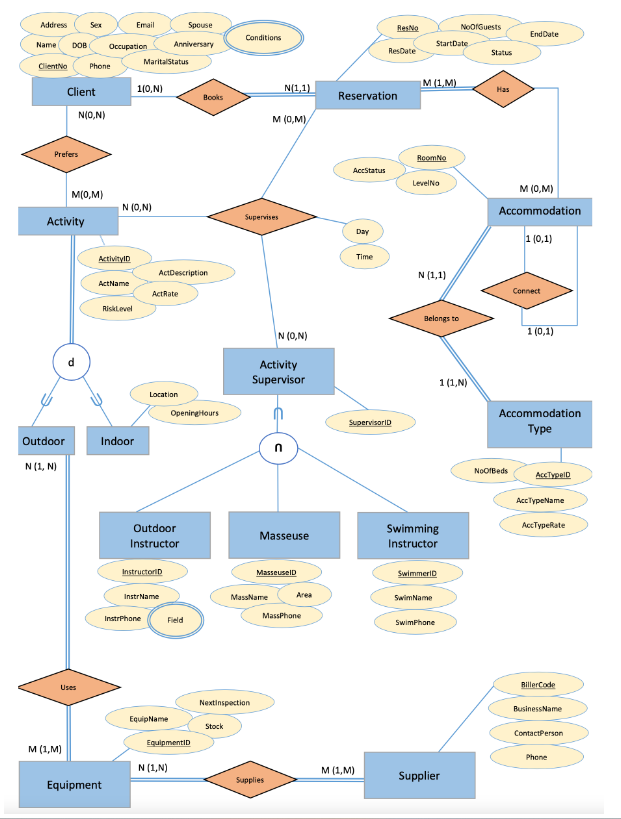 Address Sex Email Spouse
Conditions
Name DOB Occupation Anniversary
ClientNo Phone MaritalStatus
ResNo NoOfGuests EndDate
ResDate StartDate Status
Client
1(0,N)
Books
N(1,1)
Reservation
M (1,M)
Has
N(0,N)
M (0,M)
Prefers
M(0,M)
AccStatus RoomNo
LevelNo
Activity
N (0,N)
Supervises
M (0,M)
Accommodation
Day
Time
ActivityID
ActName ActDescription
ActRate
RiskLevel
1 (0,1)
N (1,1)
Connect
Belongs to
1 (0,1)
N (0,N)
d
Activity
Supervisor
1 (1,N)
Location
OpeningHours
SupervisorID
Outdoor Indoor
N (1, N)
Accommodation
Type
n
NoOfBeds AccTypeID
AccTypeName
AccTypeRate
Outdoor
Instructor
Masseuse
Swimming
Instructor
InstructorID MasseuseID SwimmerID
InstrName MassName Area SwimName
InstrPhone Field MassPhone SwimPhone
Uses
NextInspection
EquipName
Stock
EquipmentID
BillerCode
BusinessName
ContactPerson
Phone
M (1,M)
Equipment
N (1,N)
Supplies
M (1,M)
Supplier